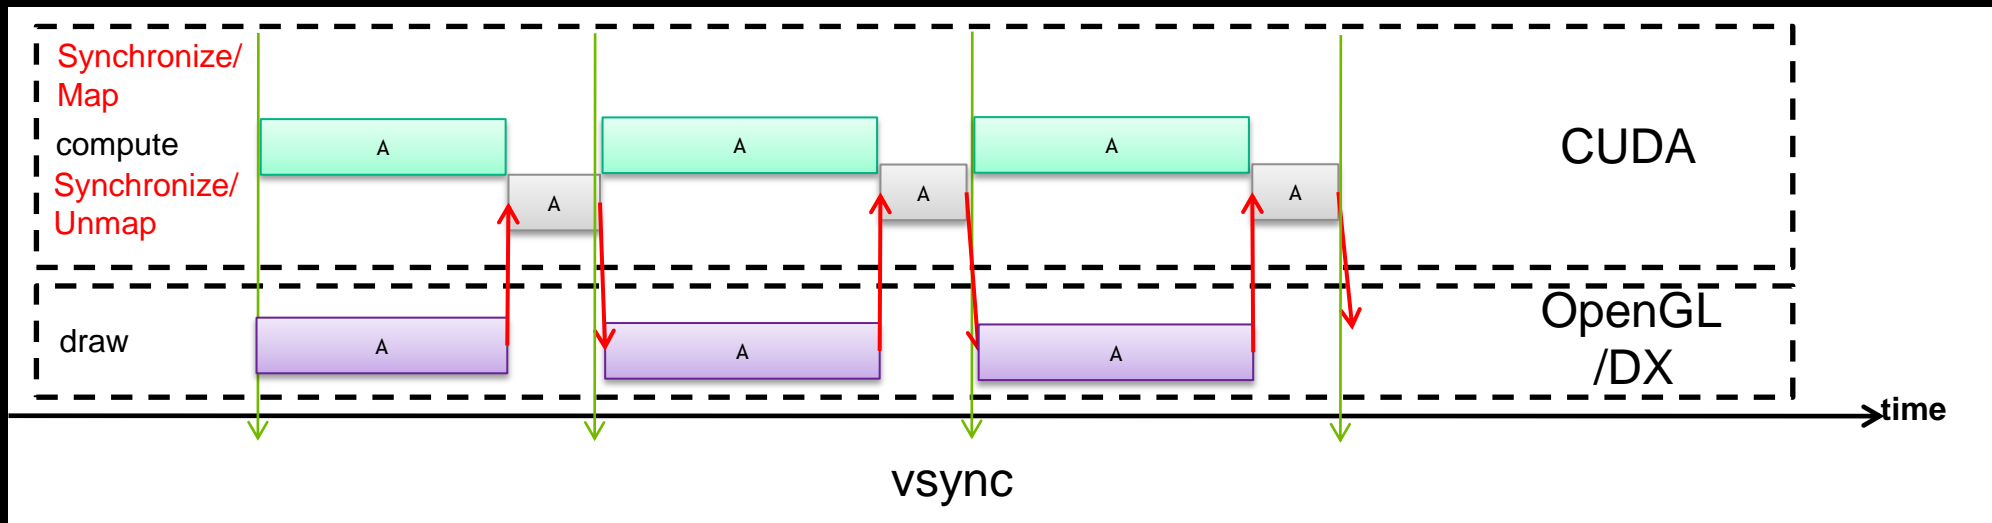 Synchronize/
Map
compute
Synchronize/
Unmap
A
A
A
A
A
A
CUDA
draw
A
A
A
OpenGL
/DX
time
vsync